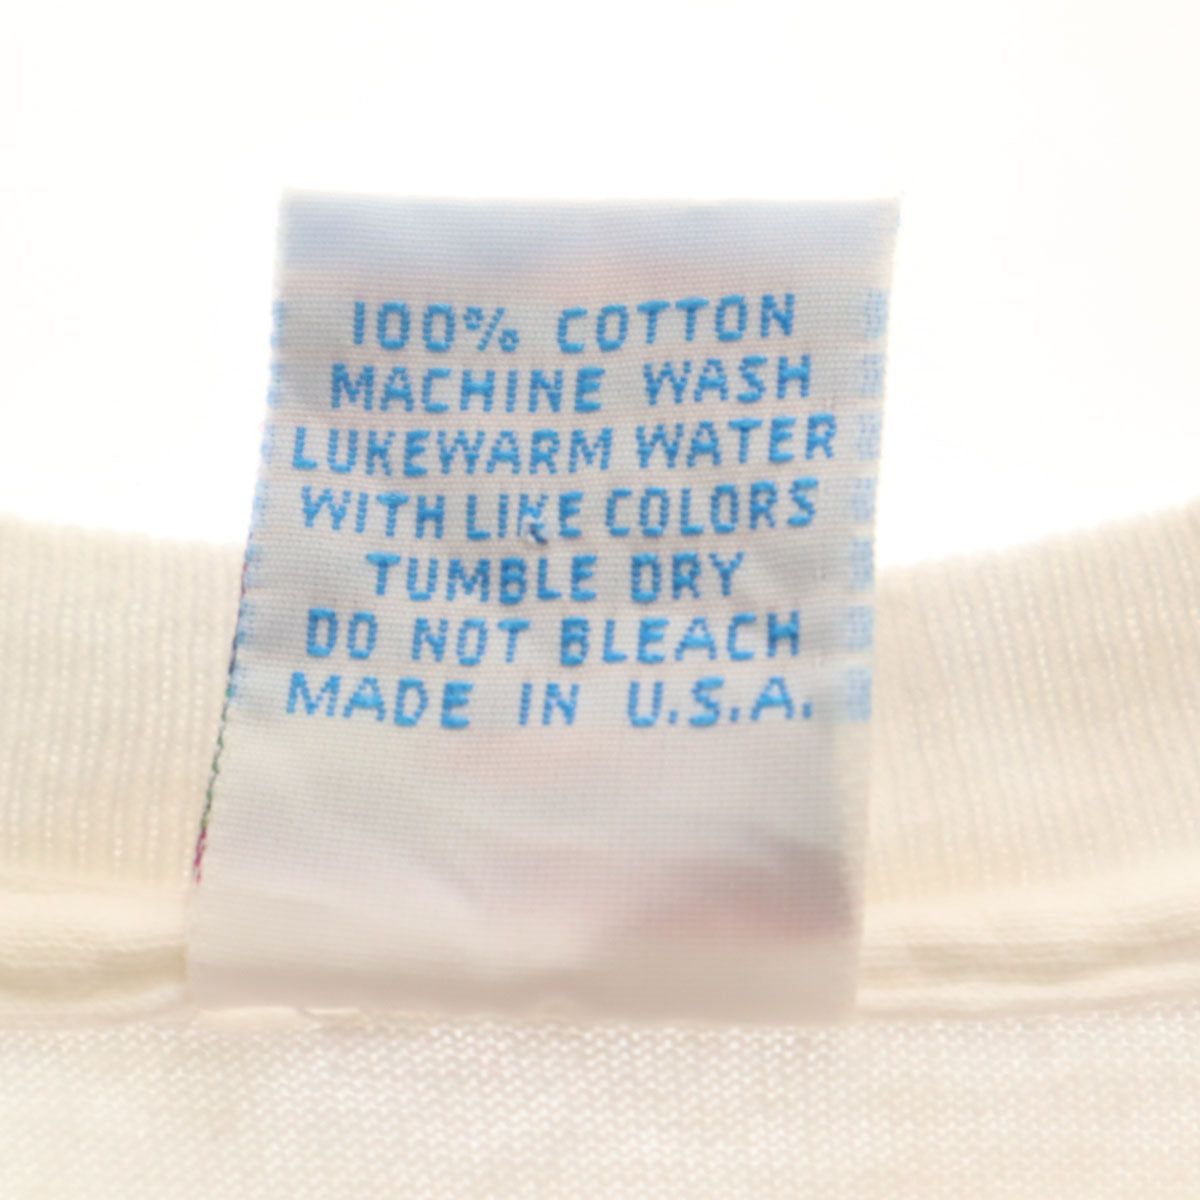 100% COTTON
MACHINE WASH
LUKEWARM WATER
WITH LIKE COLORS
TUMBLE DRY
DO NOT BLEACH
MADE IN U.S.A.